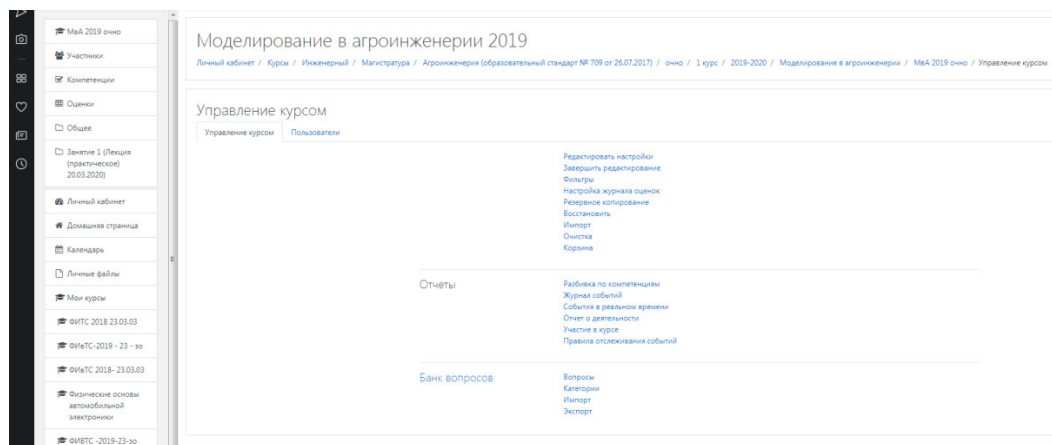 МвА 2019 очно
Участники
Компетенции
Оценки
Общее
Занятие 1 (Лекция
(практическое)
20.03.2020)
Личный кабинет
Домашняя страница
Календарь
Личные файлы
Мои курсы
ФИТС 2018 23.03.03
ФИвТС-2019 - 23 - зо
ФИвТС 2018- 23.03.03
Физические основы
автомобильной
электроники
ФИВТС -2019-23-зо
Моделирование в агроинженерии 2019
Личный кабинет / Курсы / Инженерный / Магистратура / Агроинженерия (образовательный стандарт № 709 от 26.07.2017) / очно / 1 курс / 2019-2020 / Моделирование в агроинженерии / МвА 2019 очно / Управление курсом
Управление курсом
Управление курсом Пользователи
Редактировать настройки
Завершить редактирование
Фильтры
Настройка журнала оценок
Резервное копирование
Восстановить
Импорт
Очистка
Корзина
Отчеты
Разбивка по компетенциям
Журнал событий
События в реальном времени
Отчет о деятельности
Участие в курсе
Правила отслеживания событий
Банк вопросов
Вопросы
Категории
Импорт
Экспорт